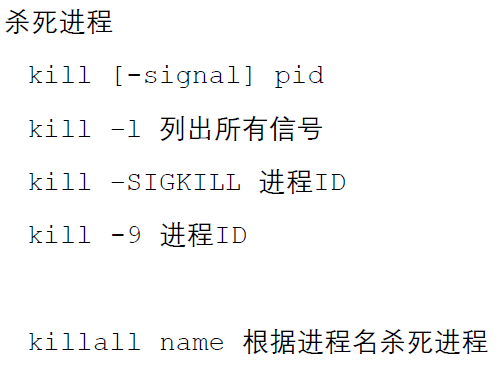 杀死进程
kill [-signal] pid
kill –l 列出所有信号
kill –SIGKILL 进程ID
kill -9 进程ID
killall name 根据进程名杀死进程